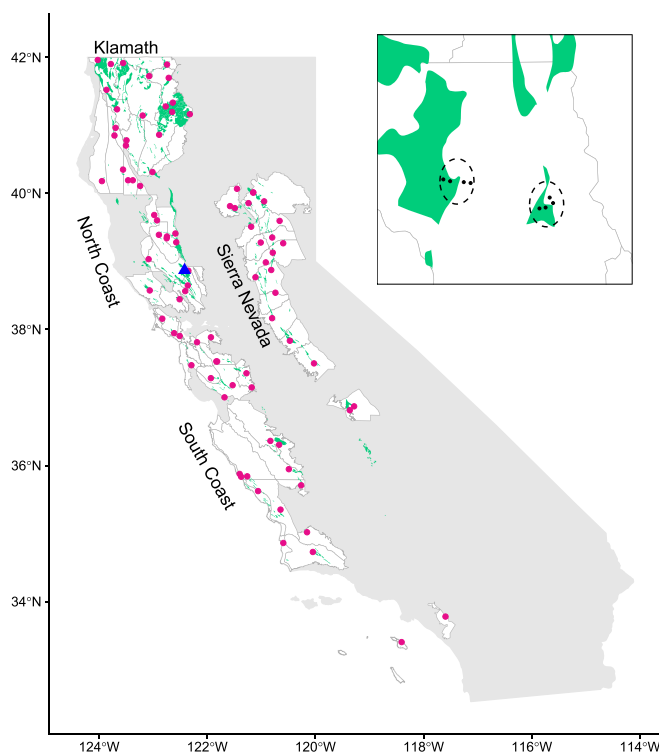 42°N
40°N
38°N
36°N
34°N
Klamath
North Coast
Sierra Nevada
South Coast
124°W
122°W
120°W
118°W
116°W
114°W